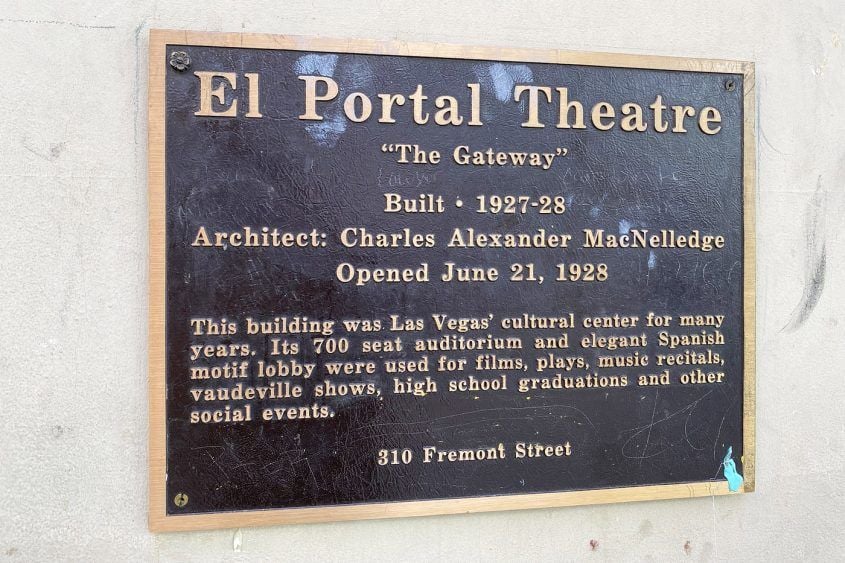 El Portal Theatre
“The Gateway”
Built • 1927-28
Architect: Charles Alexander MacNelledge
Opened June 21, 1928
This building was Las Vegas’ cultural center for many
years. Its 700 seat auditorium and elegant Spanish
motif lobby were used for films, plays, music recitals,
vaudeville shows, high school graduations and other
social events.
310 Fremont Street